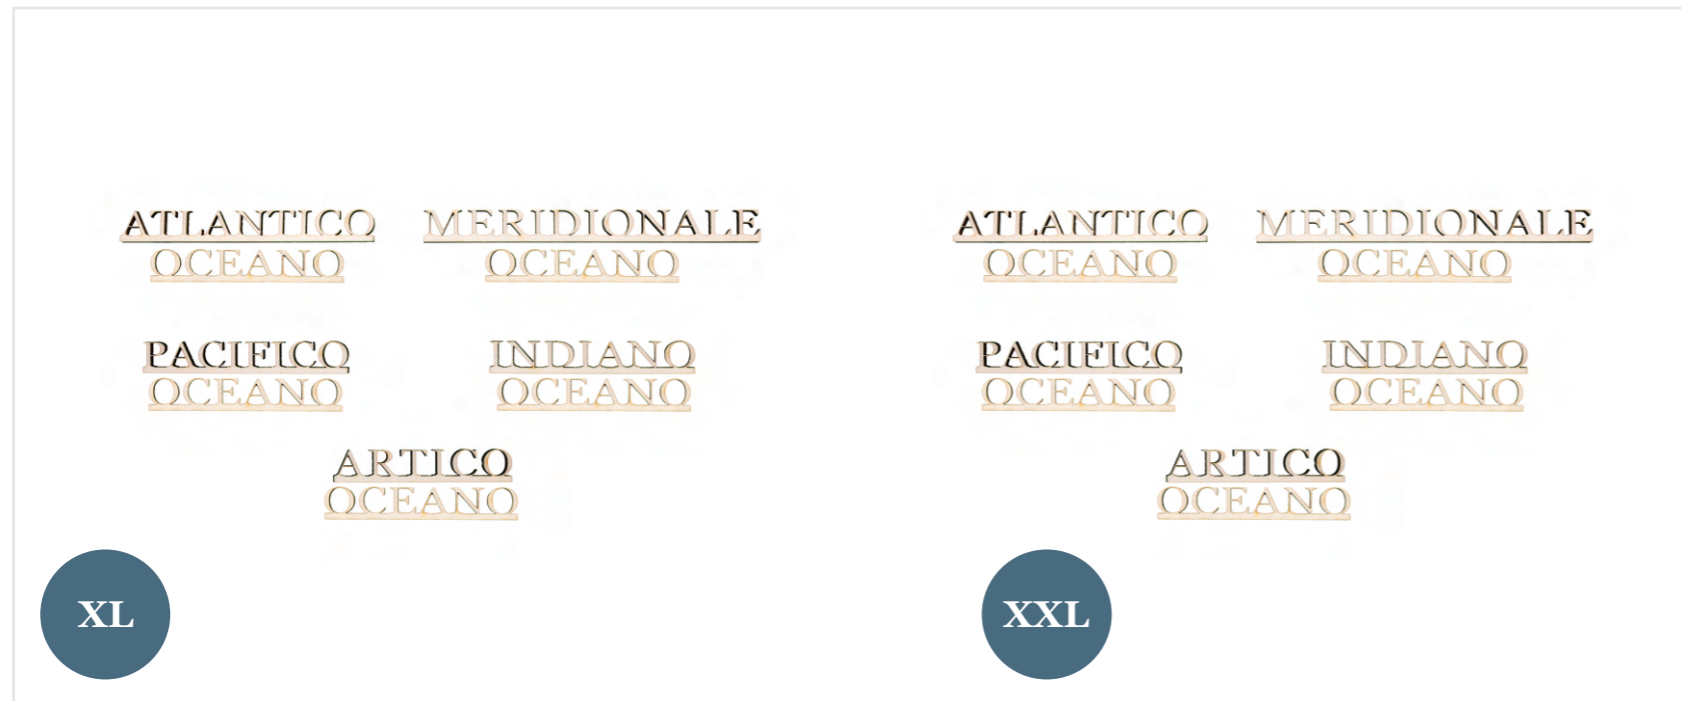 ATLANTICO
OCEANO
MERIDIONALE
OCEANO
PACIFICO
OCEANO
INDIANO
OCEANO
ARTICO
OCEANO
XL
ATLANTICO
OCEANO
MERIDIONALE
OCEANO
PACIFICO
OCEANO
INDIANO
OCEANO
ARTICO
OCEANO
XXL